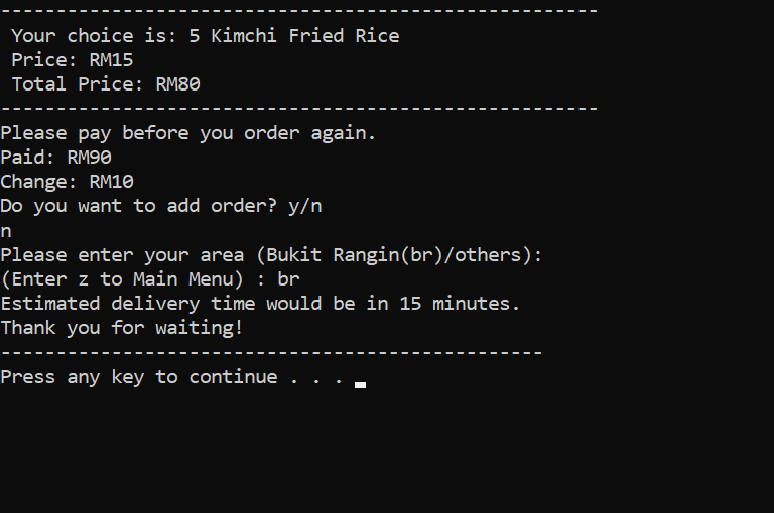 -------------------------------------------------------
Your choice is: 5 Kimchi Fried Rice
Price: RM15
Total Price: RM80
-------------------------------------------------------
Please pay before you order again.
Paid: RM90
Change: RM10
Do you want to add order? y/n
n
Please enter your area (Bukit Rangin(br)/others):
(Enter z to Main Menu) : br
Estimated delivery time would be in 15 minutes.
Thank you for waiting!
--------------------------------------------------
Press any key to continue . . .